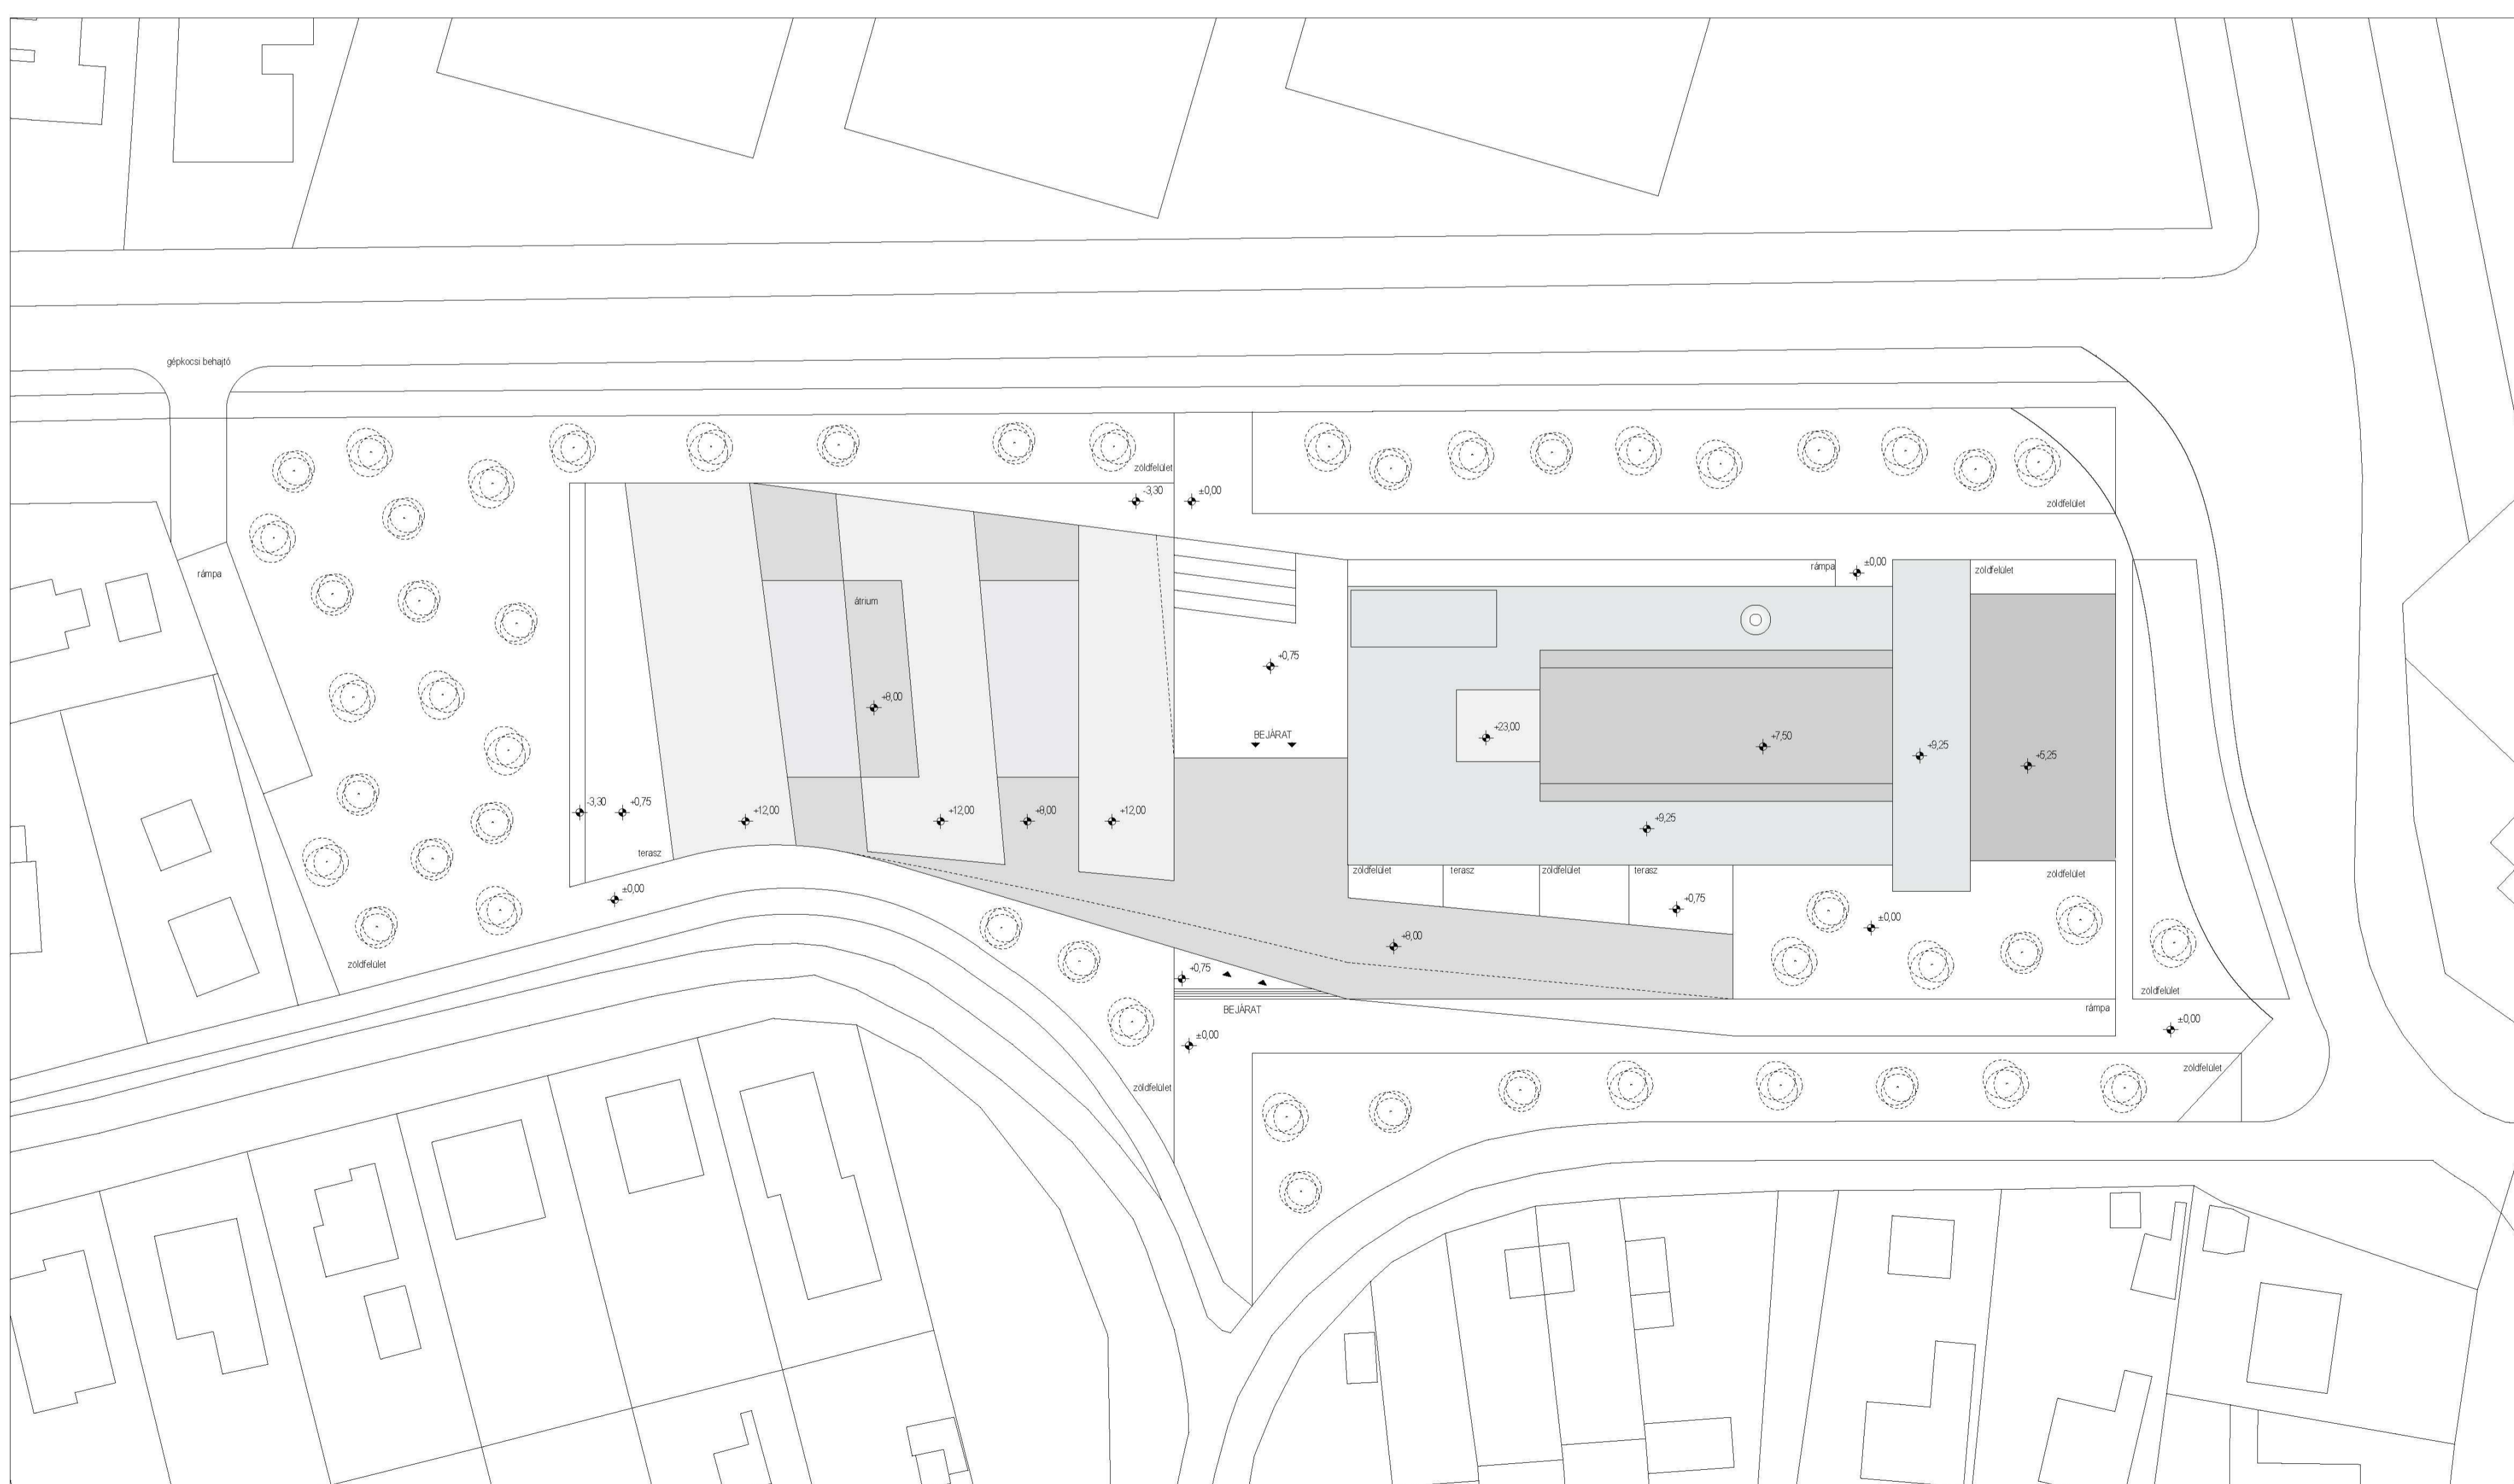 gépkocsi behajtó
zöldfelület
-3,30
±0,00
zöldfelület
rámpa
rámpa
±0,00
zöldfelület
átrium
+0,75
+8,00
+23,00
BEJÁRAT
+7,50
+9,25
+5,25
-3,30
+0,75
+12,00
+12,00
+8,00
+12,00
+9,25
terasz
zöldfelület
terasz
zöldfelület
terasz
zöldfelület
±0,00
+0,75
±0,00
+8,00
zöldfelület
+0,75
zöldfelület
BEJÁRAT
rámpa
±0,00
±0,00
zöldfelület
zöldfelület